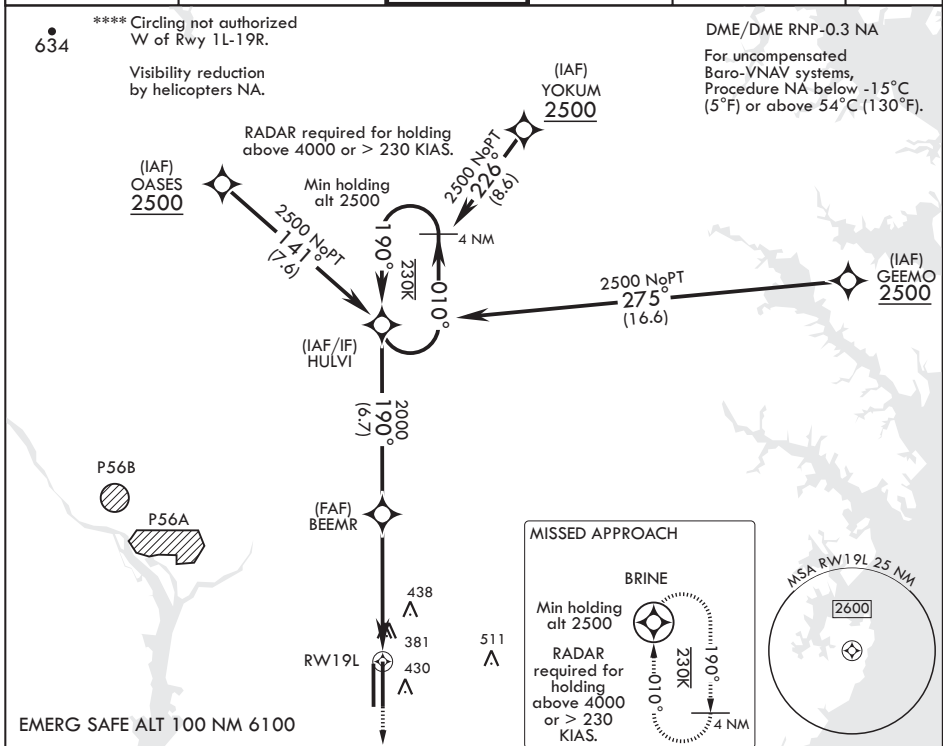 **** Circling not authorized
W of Rwy 1L-19R.
634
Visibility reduction
by helicopters NA.
DME/DME RNP-0.3 NA
For uncompensated
Baro-VNAV systems,
Procedure NA below -15°C
(5°F) or above 54°C (130°F).
(IAF)
YOKUM
2500
RADAR required for holding
above 4000 or > 230 KIAS.
(IAF)
OASES
2500
Min holding
alt 2500
2500 NoPT
226°
(8.6)
2500 NoPT
141°
(7.6)
4 NM
190°
230K
010°
(IAF)
GEEMO
2500
2500 NoPT
275°
(16.6)
(IAF/IF)
HULVI
2000
190°
(6.7)
P56B
P56A
(FAF)
BEEMR
438
381
RW19L
430
511
MISSED APPROACH
BRINE
Min holding
alt 2500
RADAR
required for
holding
above 4000
or > 230
KIAS.
010°
230K
190°
4 NM
MSA RW19L 25 NM
2600
EMERG SAFE ALT 100 NM 6100